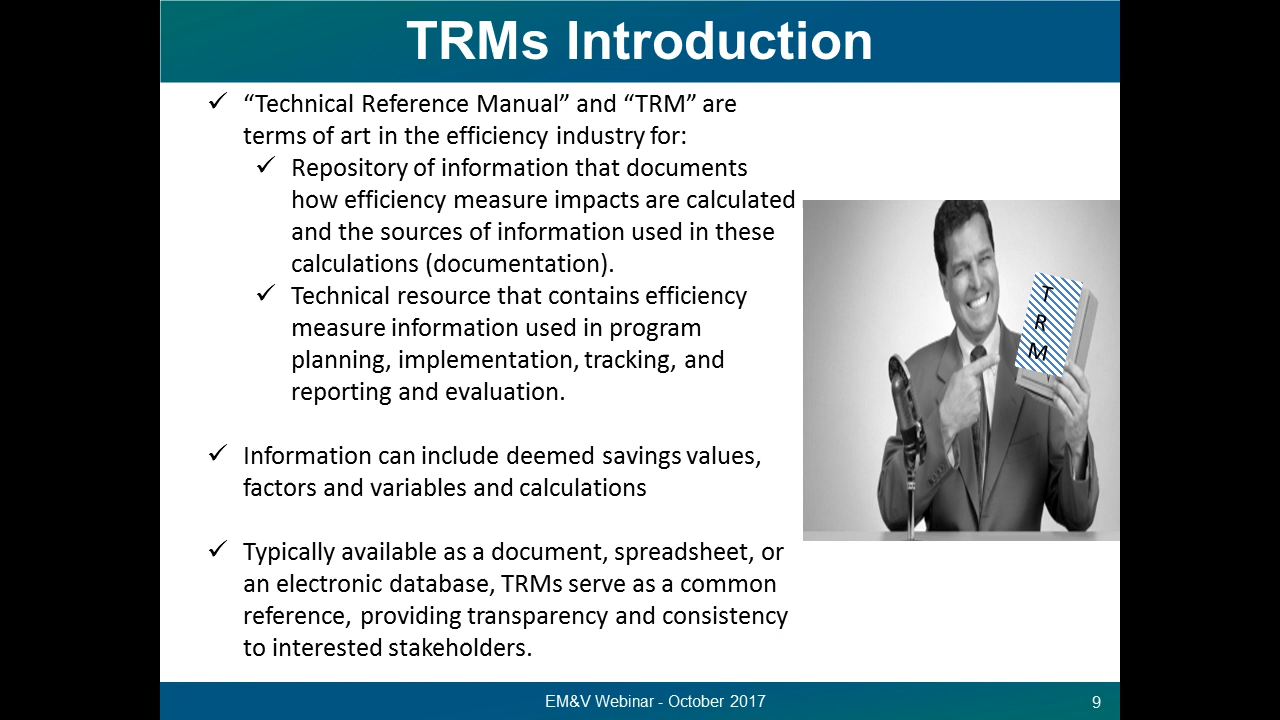 TRMs Introduction
“Technical Reference Manual” and “TRM” are
terms of art in the efficiency industry for:
Repository of information that documents
how efficiency measure impacts are calculated
and the sources of information used in these
calculations (documentation).
Technical resource that contains efficiency
measure information used in program
planning, implementation, tracking, and
reporting and evaluation.
Information can include deemed savings values,
factors and variables and calculations
Typically available as a document, spreadsheet, or
an electronic database, TRMs serve as a common
reference, providing transparency and consistency
to interested stakeholders.
T
R
M
EM&V Webinar - October 2017
9